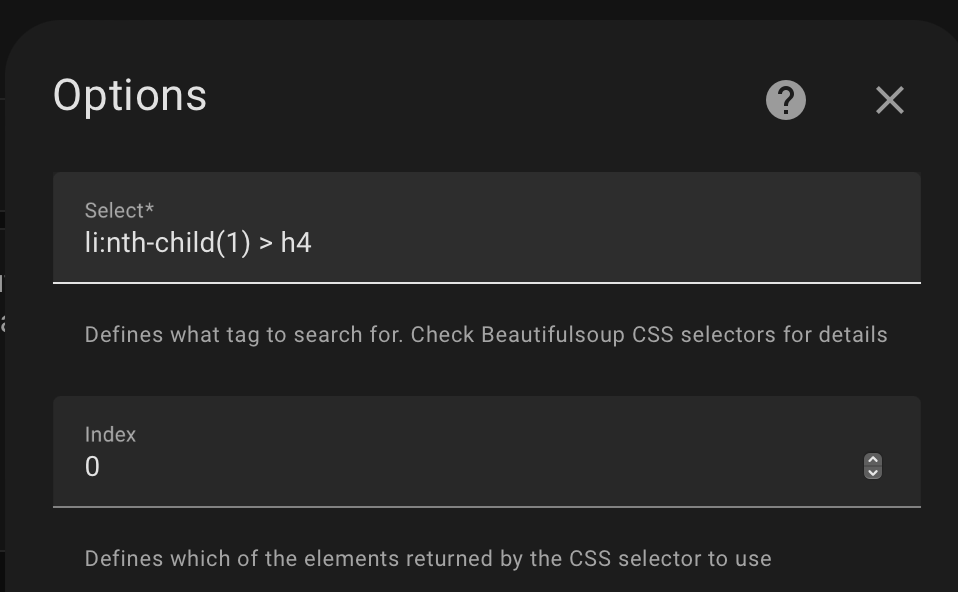 Options
Select*
li:nth-child(1) > h4
Defines what tag to search for. Check Beautifulsoup CSS selectors for details
Index
0
Defines which of the elements returned by the CSS selector to use